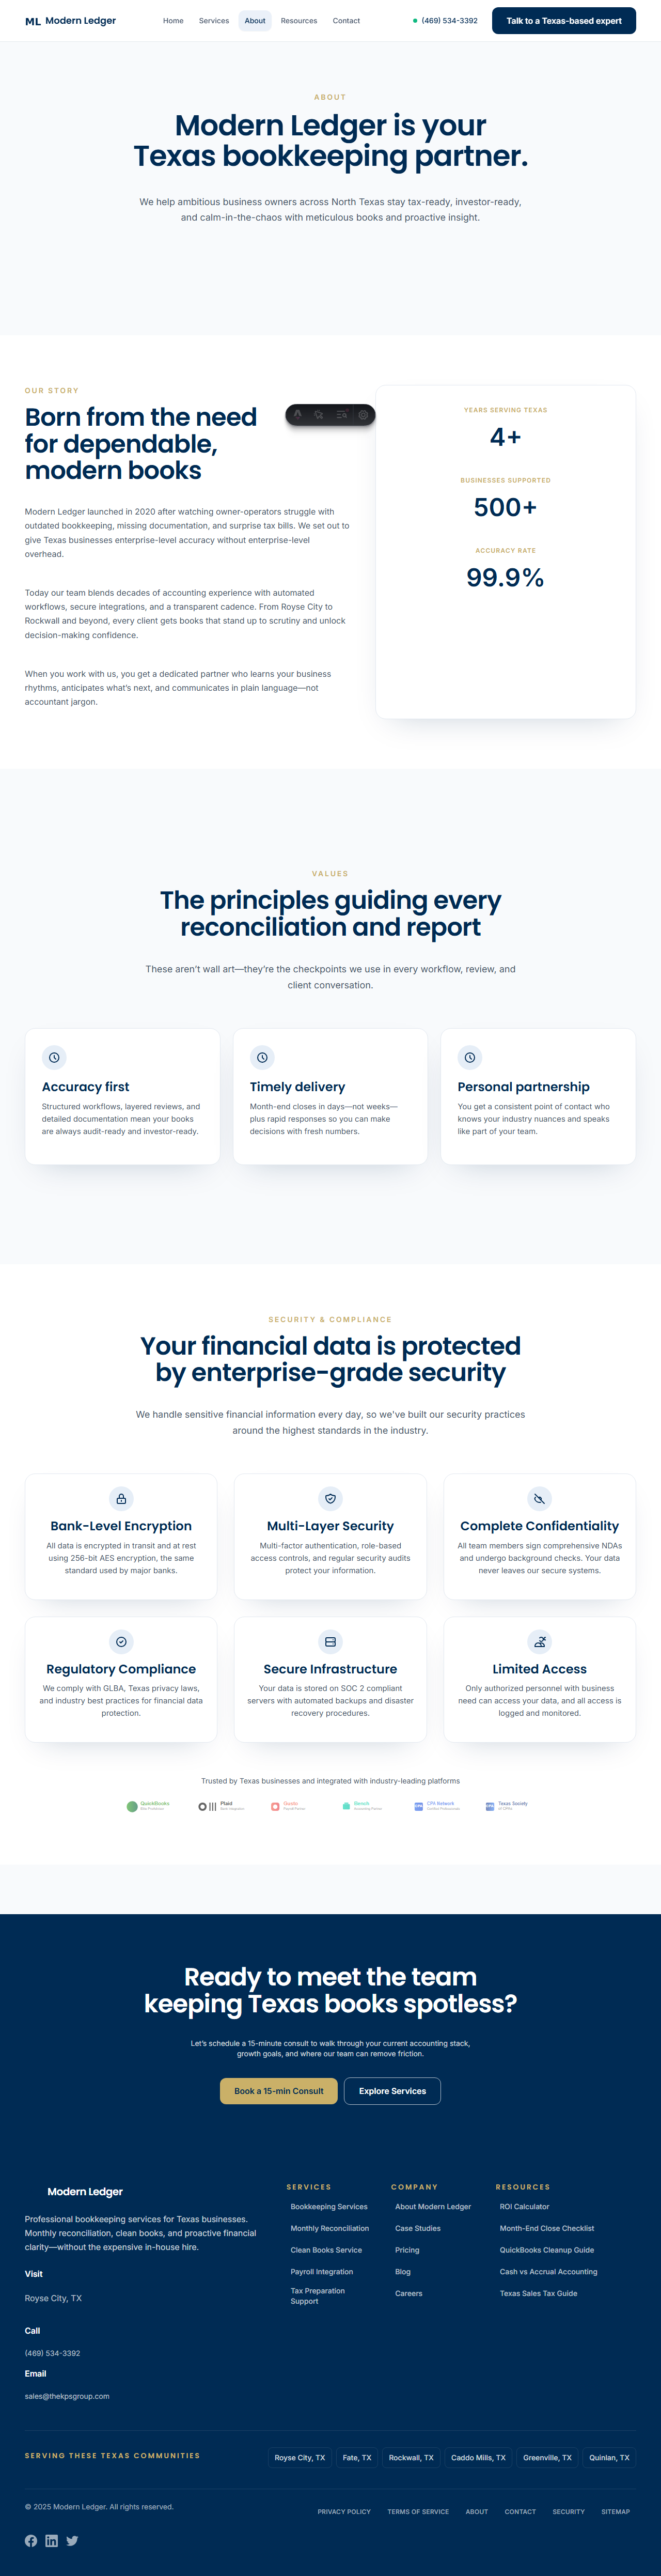 ML Modern Ledger
Home
Services
About
Resources
Contact
(469) 534-3392
Talk to a Texas-based expert
ABOUT
Modern Ledger is your
Texas bookkeeping partner.
We help ambitious business owners across North Texas stay tax-ready, investor-ready,
and calm-in-the-chaos with meticulous books and proactive insight.
OUR STORY
Born from the need
for dependable,
modern books
Modern Ledger launched in 2020 after watching owner-operators struggle with
outdated bookkeeping, missing documentation, and surprise tax bills. We set out to
give Texas businesses enterprise-level accuracy without enterprise-level
overhead.
Today our team blends decades of accounting experience with automated
workflows, secure integrations, and a transparent cadence. From Royse City to
Rockwall and beyond, every client gets books that stand up to scrutiny and unlock
decision-making confidence.
When you work with us, you get a dedicated partner who learns your business
rhythms, anticipates what's next, and communicates in plain language—not
accountant jargon.
YEARS SERVING TEXAS
4+
BUSINESSES SUPPORTED
500+
ACCURACY RATE
99.9%
VALUES
The principles guiding every
reconciliation and report
These aren't wall art—they're the checkpoints we use in every workflow, review, and
client conversation.
Accuracy first
Structured workflows, layered reviews, and
detailed documentation mean your books
are always audit-ready and investor-ready.
Timely delivery
Month-end closes in days—not weeks—
plus rapid responses so you can make
decisions with fresh numbers.
Personal partnership
You get a consistent point of contact who
knows your industry nuances and speaks
like part of your team.
SECURITY & COMPLIANCE
Your financial data is protected
by enterprise-grade security
We handle sensitive financial information every day, so we've built our security practices
around the highest standards in the industry.
Bank-Level Encryption
All data is encrypted in transit and at rest
using 256-bit AES encryption, the same
standard used by major banks.
Multi-Layer Security
Multi-factor authentication, role-based
access controls, and regular security audits
protect your information.
Complete Confidentiality
All team members sign comprehensive NDAs
and undergo background checks. Your data
never leaves our secure systems.
Regulatory Compliance
We comply with GLBA, Texas privacy laws,
and industry best practices for financial data
protection.
Secure Infrastructure
Your data is stored on SOC 2 compliant
servers with automated backups and disaster
recovery procedures.
Limited Access
Only authorized personnel with business
need can access your data, and all access is
logged and monitored.
Trusted by Texas businesses and integrated with industry-leading platforms
QuickBooks
Plaid
Gusto
Bench
CPA Network
Texas Society
Ready to meet the team
keeping Texas books spotless?
Let's schedule a 15-minute consult to walk through your current accounting stack,
growth goals, and where our team can remove friction.
Book a 15-min Consult
Explore Services
Modern Ledger
Professional bookkeeping services for Texas businesses.
Monthly reconciliation, clean books, and proactive financial
clarity—without the expensive in-house hire.
Visit
Royse City, TX
Call
(469) 534-3392
Email
sales@thekpsgroup.com
SERVICES
Bookkeeping Services
Monthly Reconciliation
Clean Books Service
Payroll Integration
Tax Preparation
Support
COMPANY
About Modern Ledger
Case Studies
Pricing
Blog
Careers
RESOURCES
ROI Calculator
Month-End Close Checklist
QuickBooks Cleanup Guide
Cash vs Accrual Accounting
Texas Sales Tax Guide
SERVING THESE TEXAS COMMUNITIES
Royse City, TX
Fate, TX
Rockwall, TX
Caddo Mills, TX
Greenville, TX
Quinlan, TX
© 2025 Modern Ledger. All rights reserved.
PRIVACY POLICY
TERMS OF SERVICE
ABOUT
CONTACT
SECURITY
SITEMAP